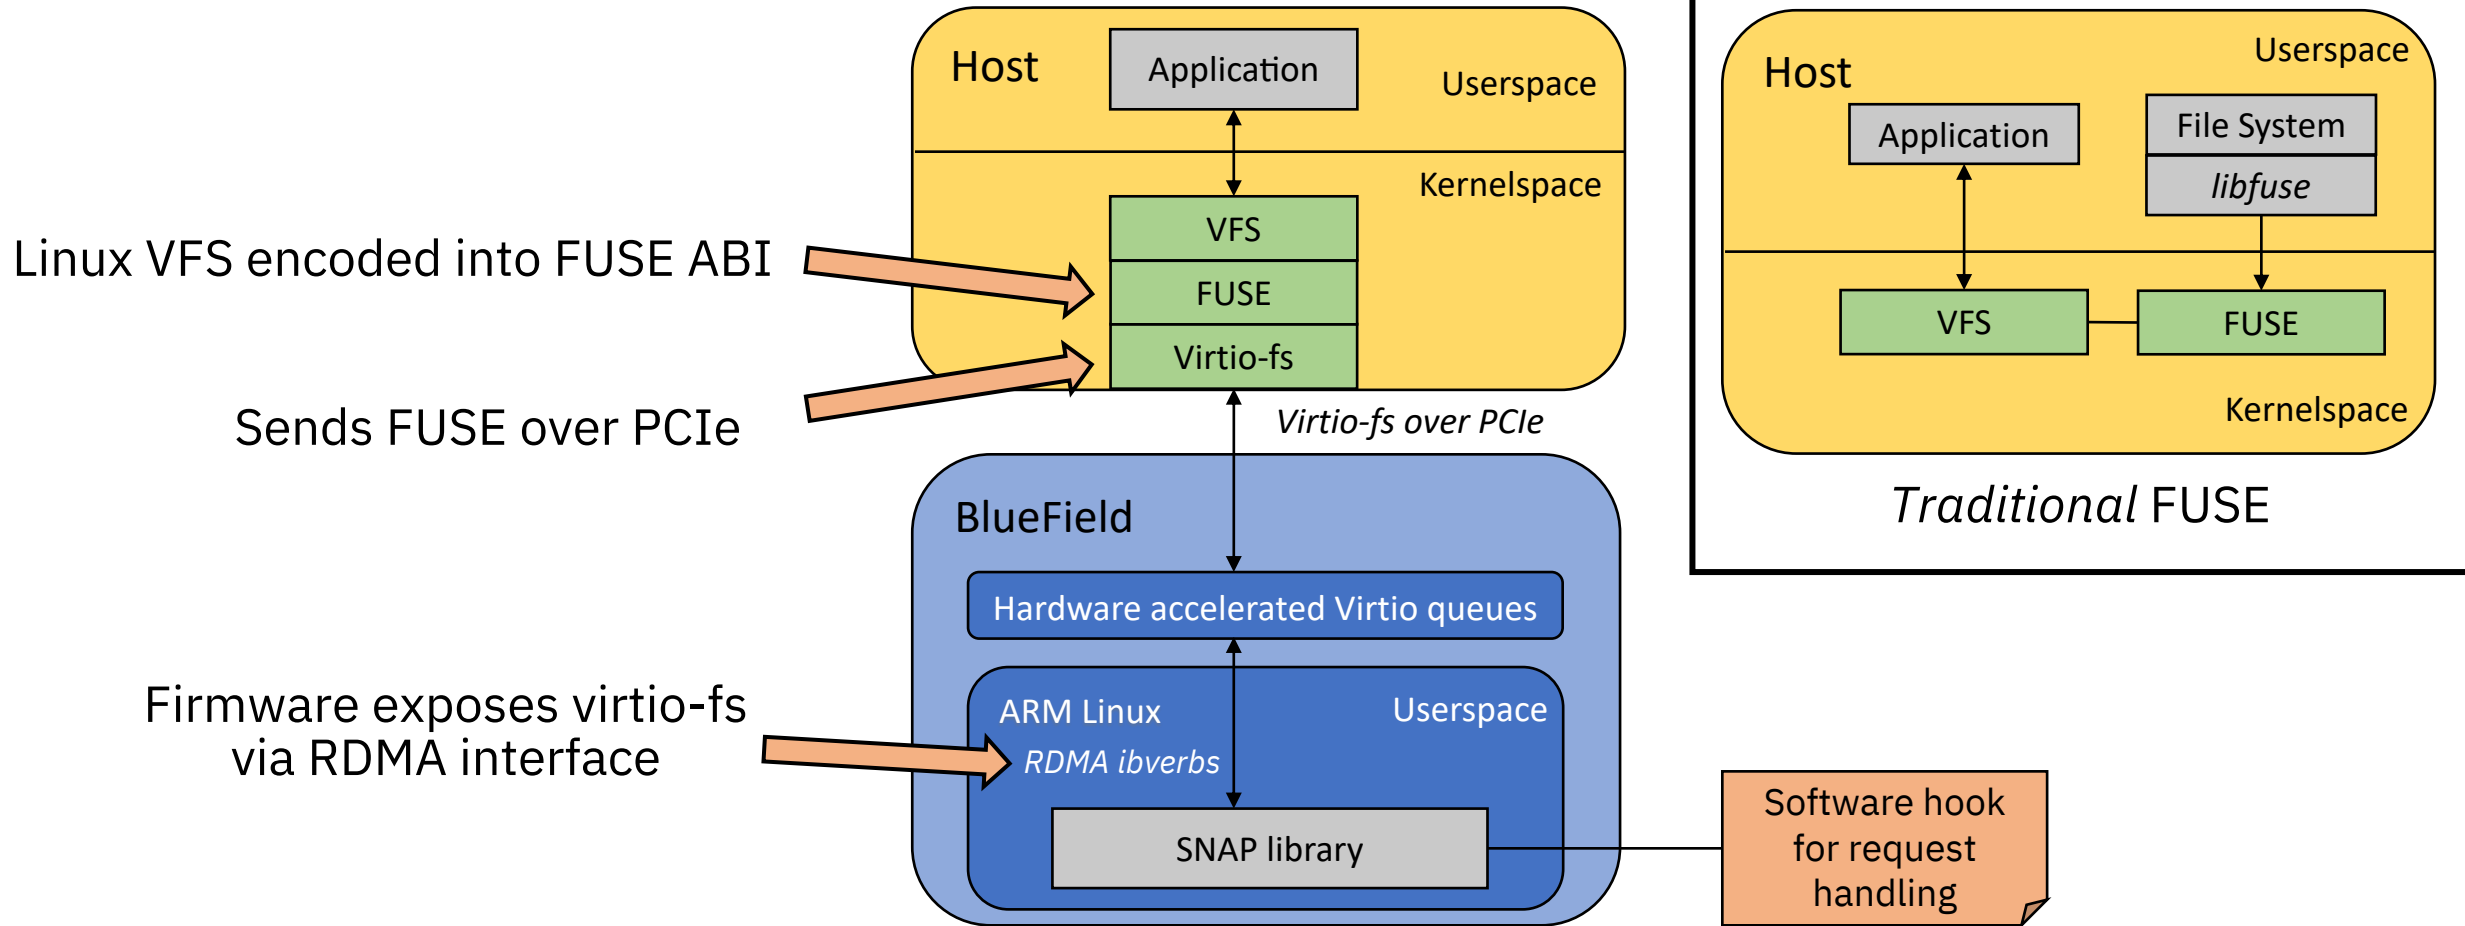 Linux VFS encoded into FUSE ABI
Sends FUSE over PCIe
Firmware exposes virtio-fs
via RDMA interface
Host
Application
Userspace
Kernelspace
VFS
FUSE
Virtio-fs
Virtio-fs over PCIe
BlueField
Hardware accelerated Virtio queues
ARM Linux
Userspace
RDMA ibverbs
SNAP library
Software hook
for request
handling
Host
Userspace
Application
File System
libfuse
VFS
FUSE
Kernelspace
Traditional FUSE